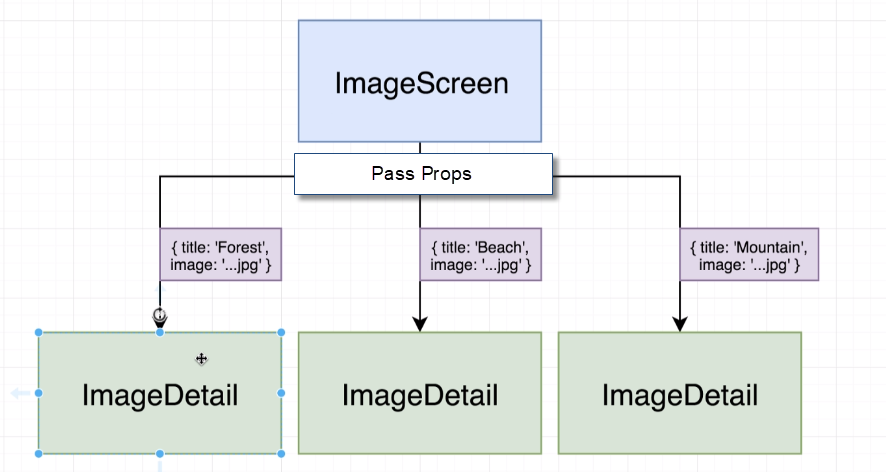 ImageScreen
Pass Props
{ title: 'Forest',
image: '...jpg' }
{ title: 'Beach',
image: '...jpg' }
{ title: 'Mountain',
image: '...jpg' }
ImageDetail
ImageDetail
ImageDetail